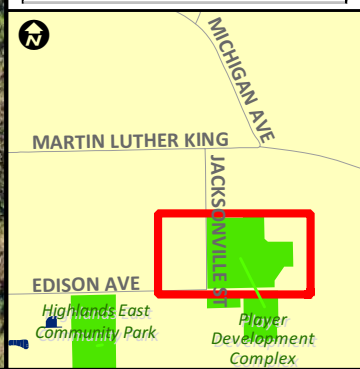 N
MICHIGAN AVE
MARTIN LUTHER KING
JACKSONVILLE ST
EDISON AVE
Highlands East
Community Park
Player
Development
Complex